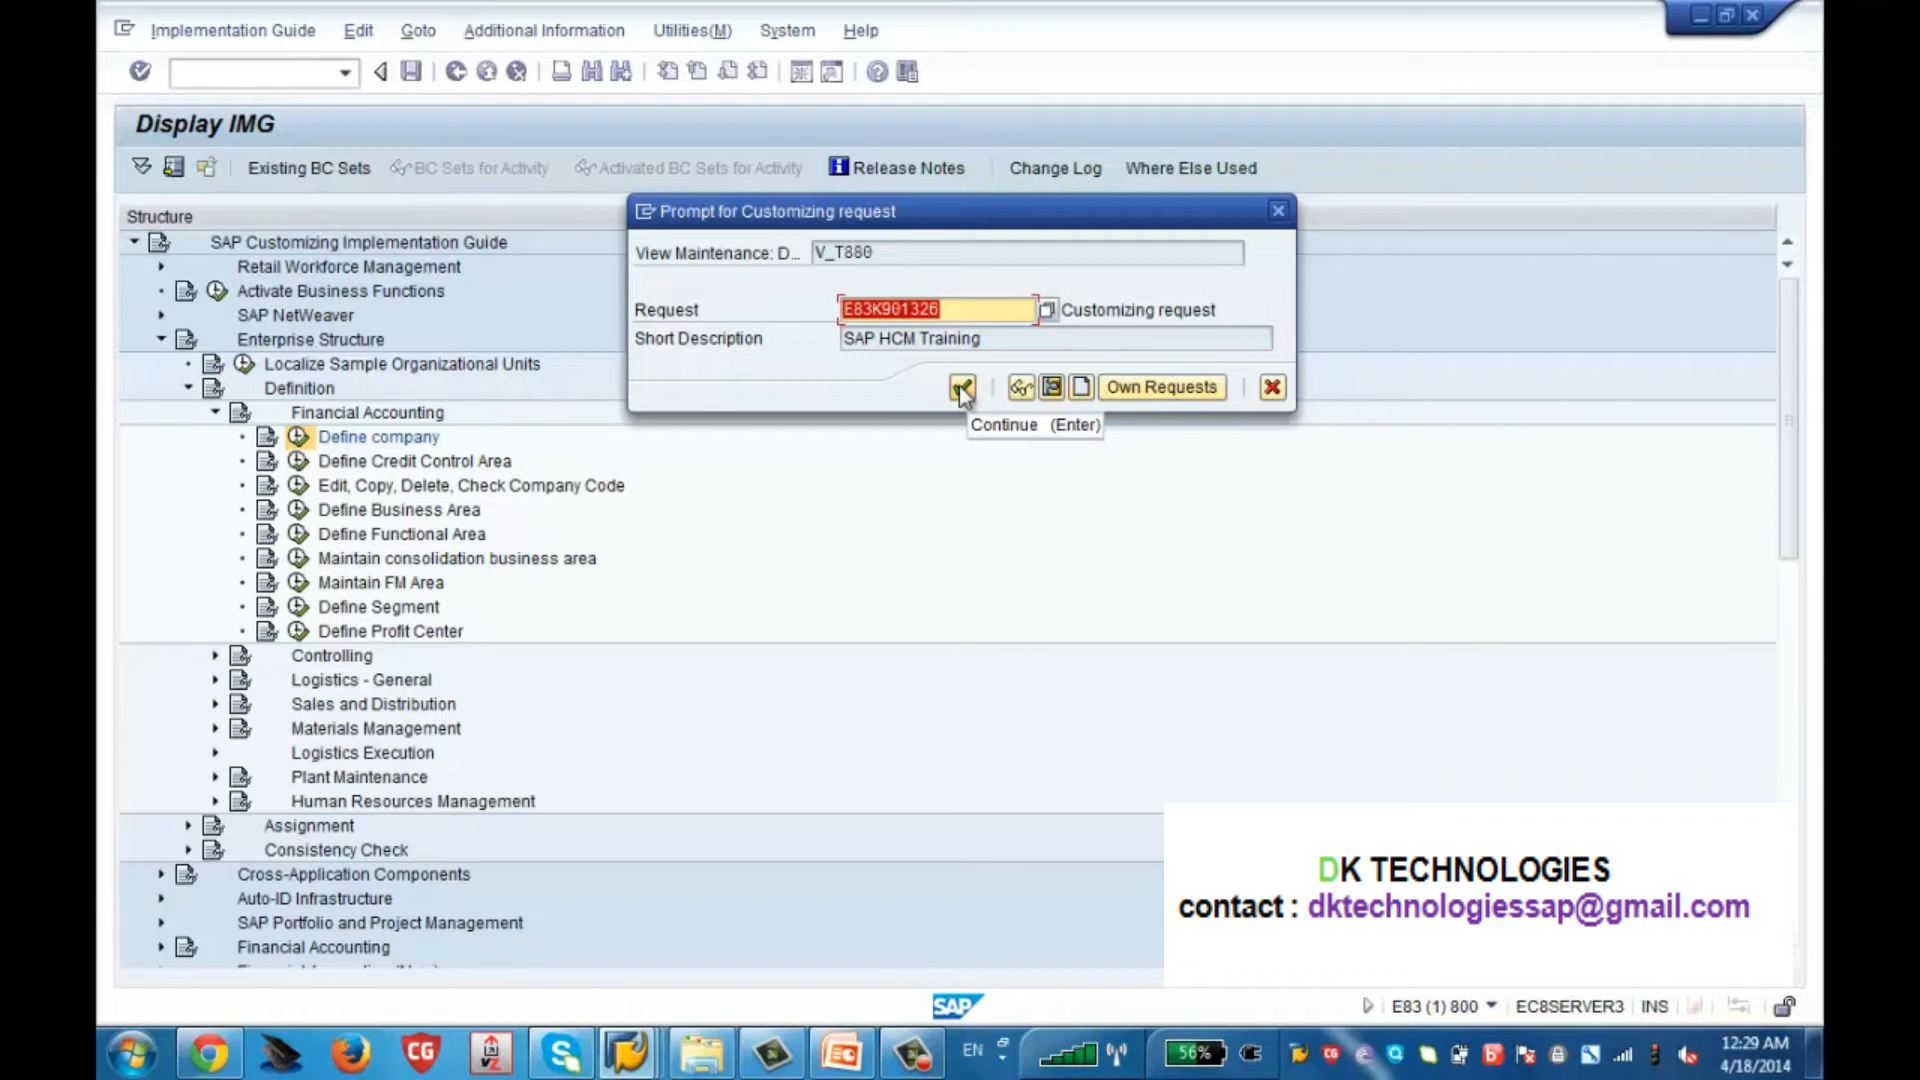 Implementation Guide Edit Goto Additional Information Utilities(M) System Help
Display IMG
Existing BC Sets BC Sets for Activity Activated BC Sets for Activity Release Notes Change Log Where Else Used
Structure
SAP Customizing Implementation Guide
Retail Workforce Management
Activate Business Functions
SAP NetWeaver
Enterprise Structure
Localize Sample Organizational Units
Definition
Financial Accounting
Define company
Define Credit Control Area
Edit, Copy, Delete, Check Company Code
Define Business Area
Define Functional Area
Maintain consolidation business area
Maintain FM Area
Define Segment
Define Profit Center
Controlling
Logistics - General
Sales and Distribution
Materials Management
Logistics Execution
Plant Maintenance
Human Resources Management
Assignment
Consistency Check
Cross-Application Components
Auto-ID Infrastructure
SAP Portfolio and Project Management
Financial Accounting
Prompt for Customizing request
View Maintenance: D... V_T880
Request E83K901326 Customizing request
Short Description SAP HCM Training
Own Requests
Continue (Enter)
DK TECHNOLOGIES
contact : dktechnologiessap@gmail.com
SAP
E83 (1) 800 EC8SERVER3 INS
EN 56% 12:29 AM
4/18/2014